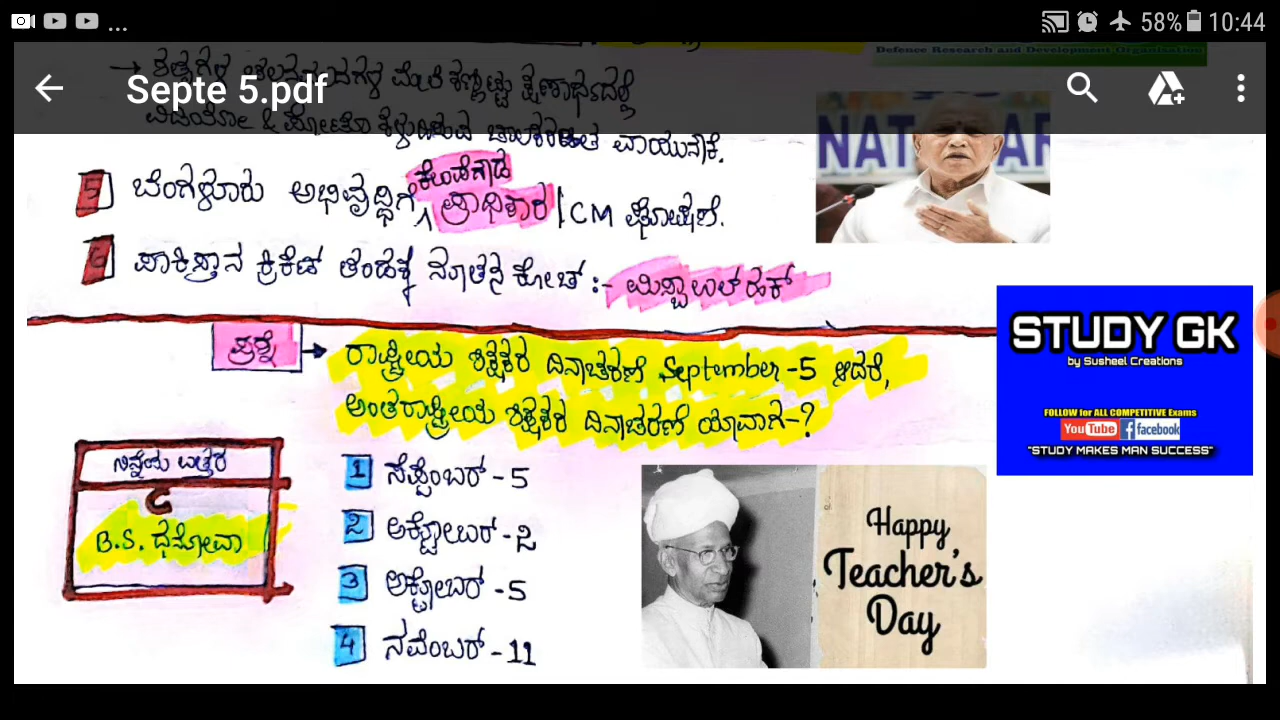 ... 58% 10:44
Septe 5.pdf
Defence Research and Development Organisation
ವಾಯುನೌಕೆ.
NAT AR
ಕೆಂಪೇಗೌಡ
5 ಬೆಂಗಳೂರು ಅಭಿವೃದ್ಧಿಗೆ ಪ್ರಾಧಿಕಾರ / CM ಘೋಷಣೆ.
6 ಪಾಕಿಸ್ತಾನ ಕ್ರಿಕೆಟ್ ತಂಡಕ್ಕೆ ನೂತನ ಕೋಚ್ :- ಮಿಸ್ಬಾ ಉಲ್ ಹಕ್
ಪ್ರಶ್ನೆ → ರಾಷ್ಟ್ರೀಯ ಶಿಕ್ಷಕರ ದಿನಾಚರಣೆ September -5 ಆದರೆ,
ಅಂತರಾಷ್ಟ್ರೀಯ ಶಿಕ್ಷಕರ ದಿನಾಚರಣೆ ಯಾವಾಗ-?
1 ಸೆಪ್ಟೆಂಬರ್ - 5
2 ಅಕ್ಟೋಬರ್ - 2
3 ಅಕ್ಟೋಬರ್ - 5
4 ನವೆಂಬರ್ - 11
ನಿನ್ನೆಯ ಉತ್ತರ
B.S. ಧನೋವಾ
STUDY GK
by Susheel Creations
FOLLOW for ALL COMPETITIVE Exams
YouTube facebook
"STUDY MAKES MAN SUCCESS"
Happy
Teacher's
Day